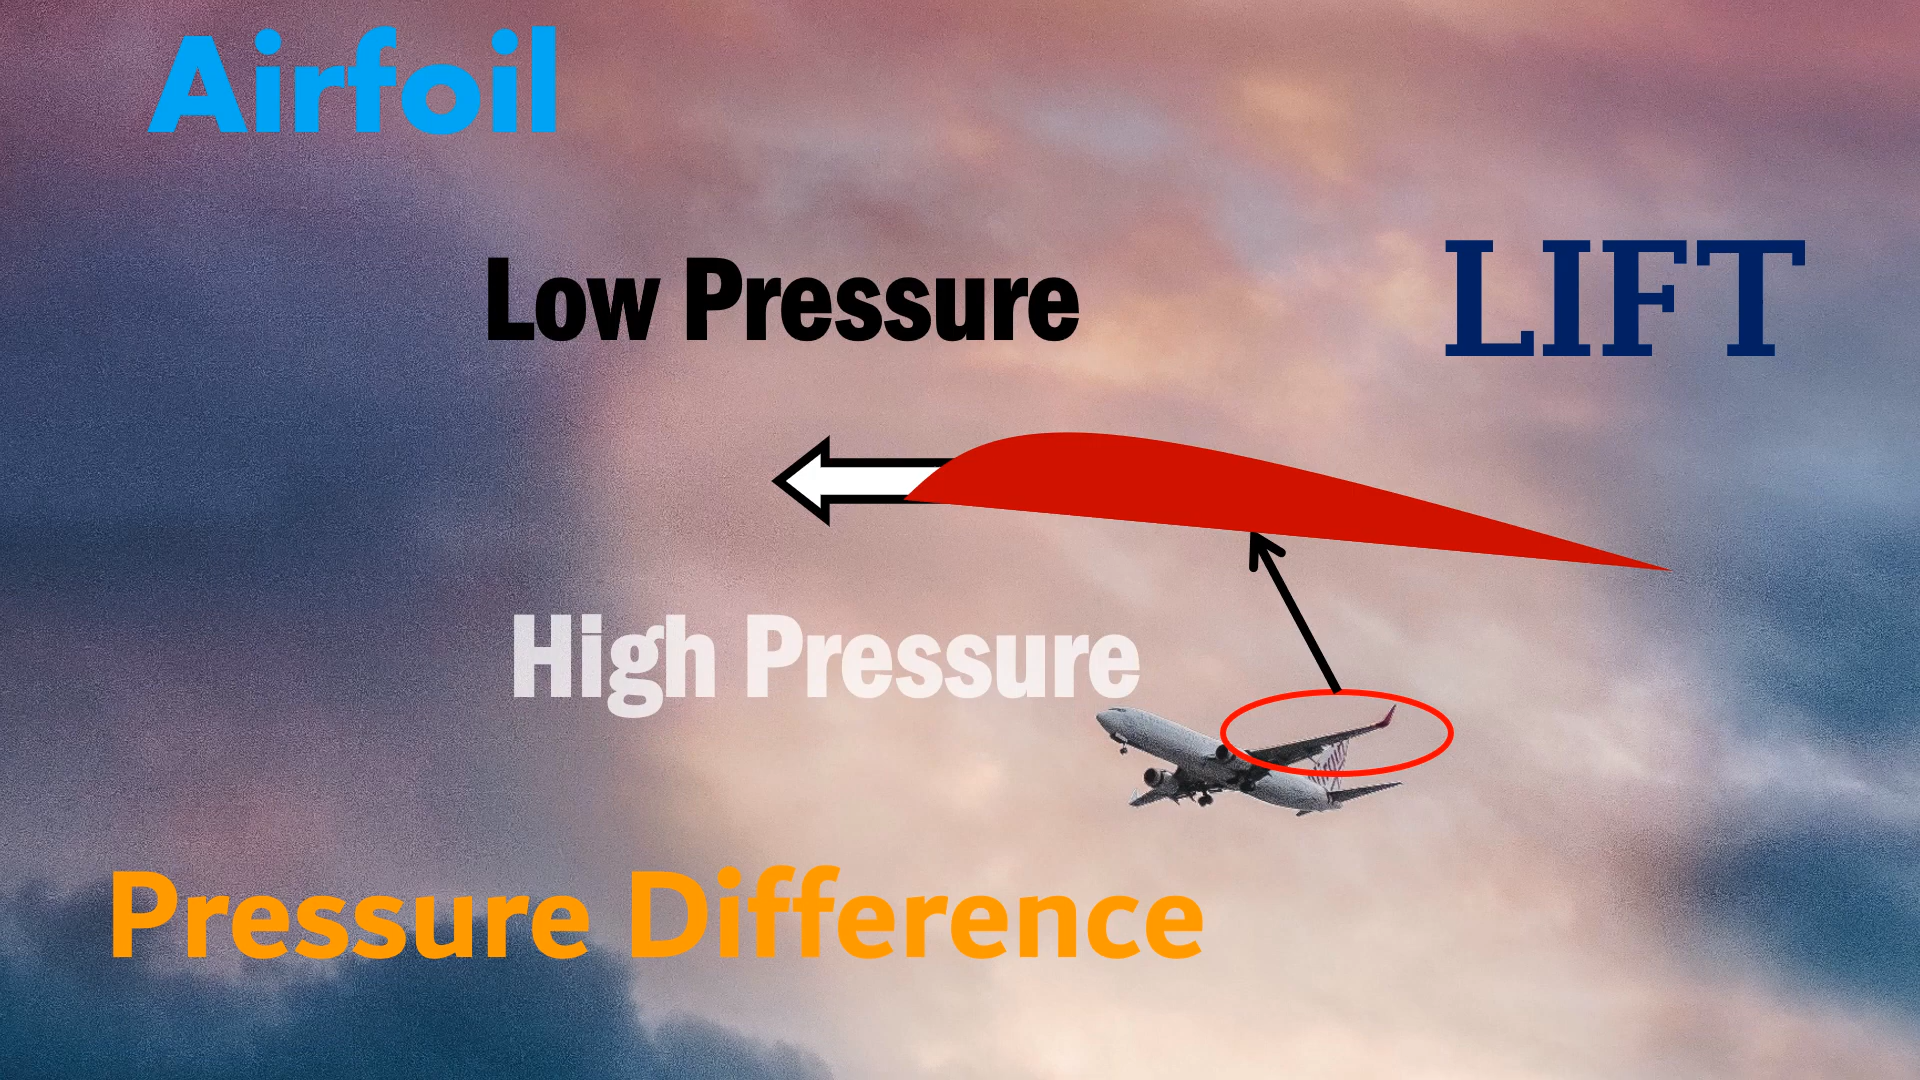 Airfoil
LIFT
Low Pressure
High Pressure
Pressure Difference